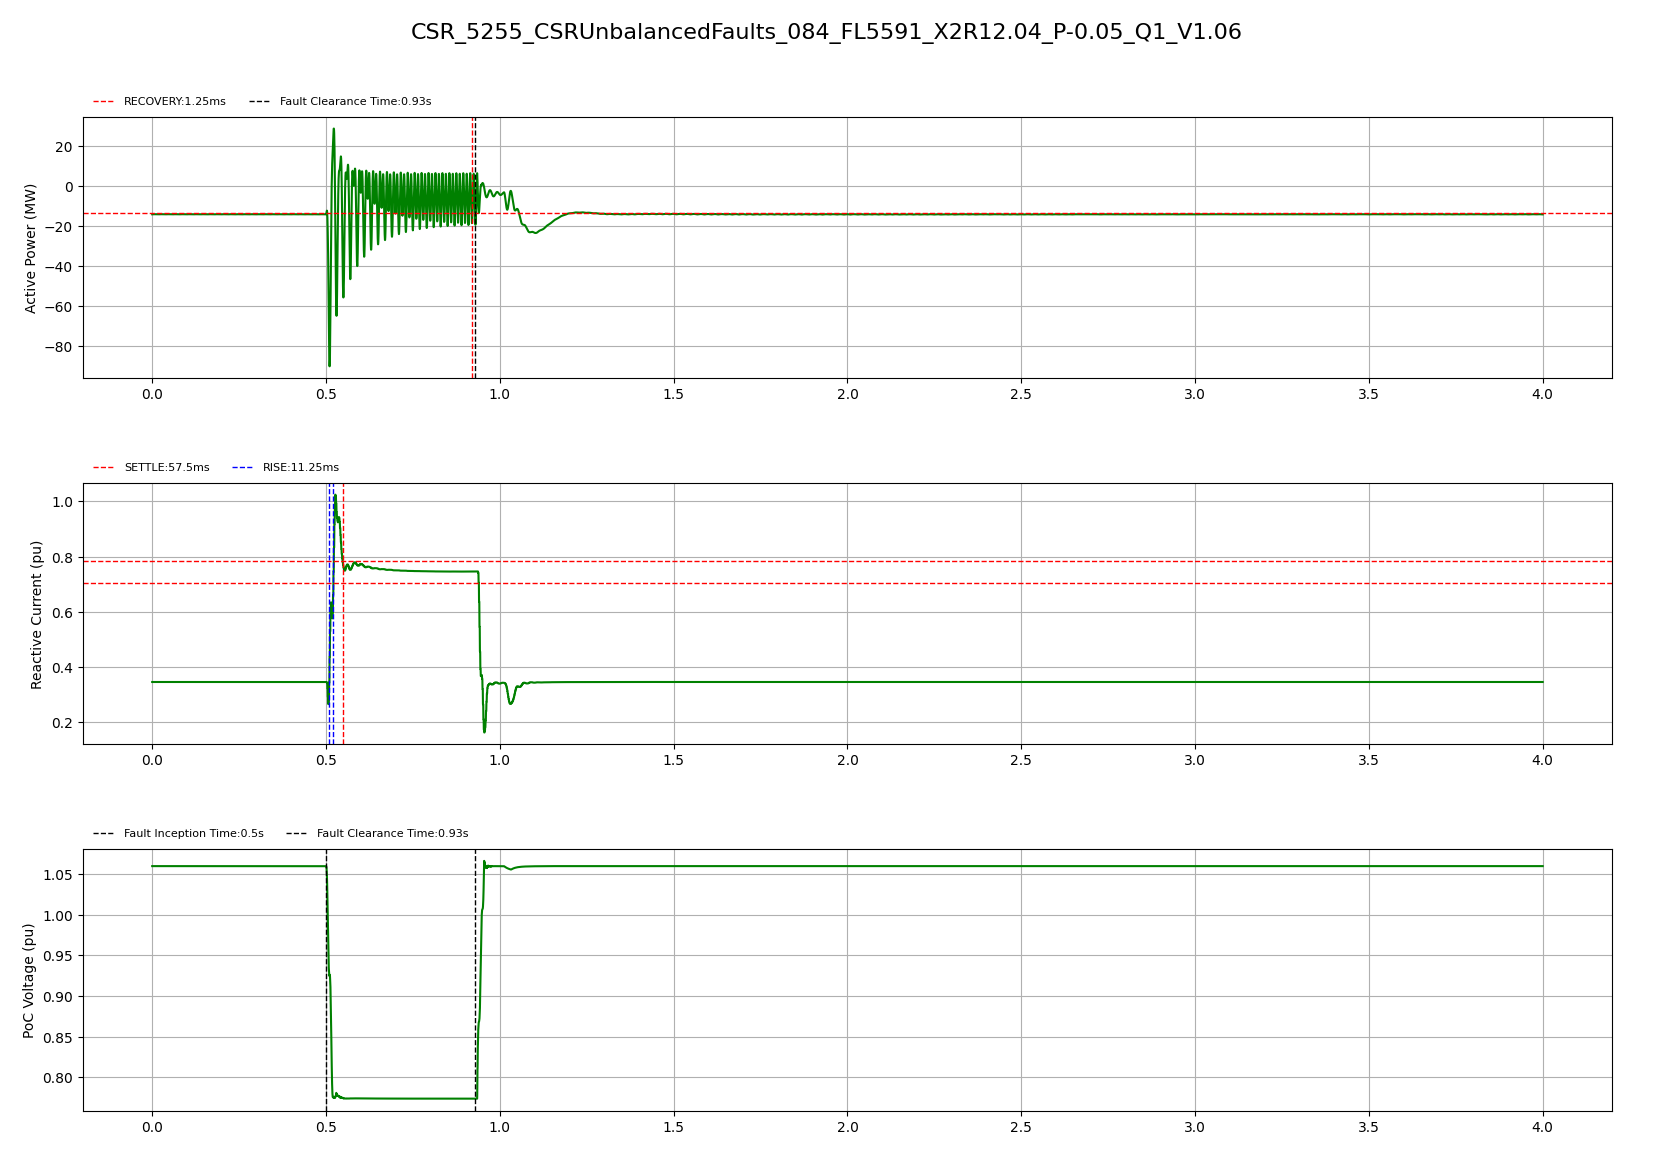 CSR_5255_CSRUnbalancedFaults_084_FL5591_X2R12.04_P-0.05_Q1_V1.06
RECOVERY:1.25ms Fault Clearance Time:0.93s
Active Power (MW)
20
0
−20
−40
−60
−80
0.0 0.5 1.0 1.5 2.0 2.5 3.0 3.5 4.0
SETTLE:57.5ms RISE:11.25ms
Reactive Current (pu)
1.0
0.8
0.6
0.4
0.2
0.0 0.5 1.0 1.5 2.0 2.5 3.0 3.5 4.0
Fault Inception Time:0.5s Fault Clearance Time:0.93s
PoC Voltage (pu)
1.05
1.00
0.95
0.90
0.85
0.80
0.0 0.5 1.0 1.5 2.0 2.5 3.0 3.5 4.0